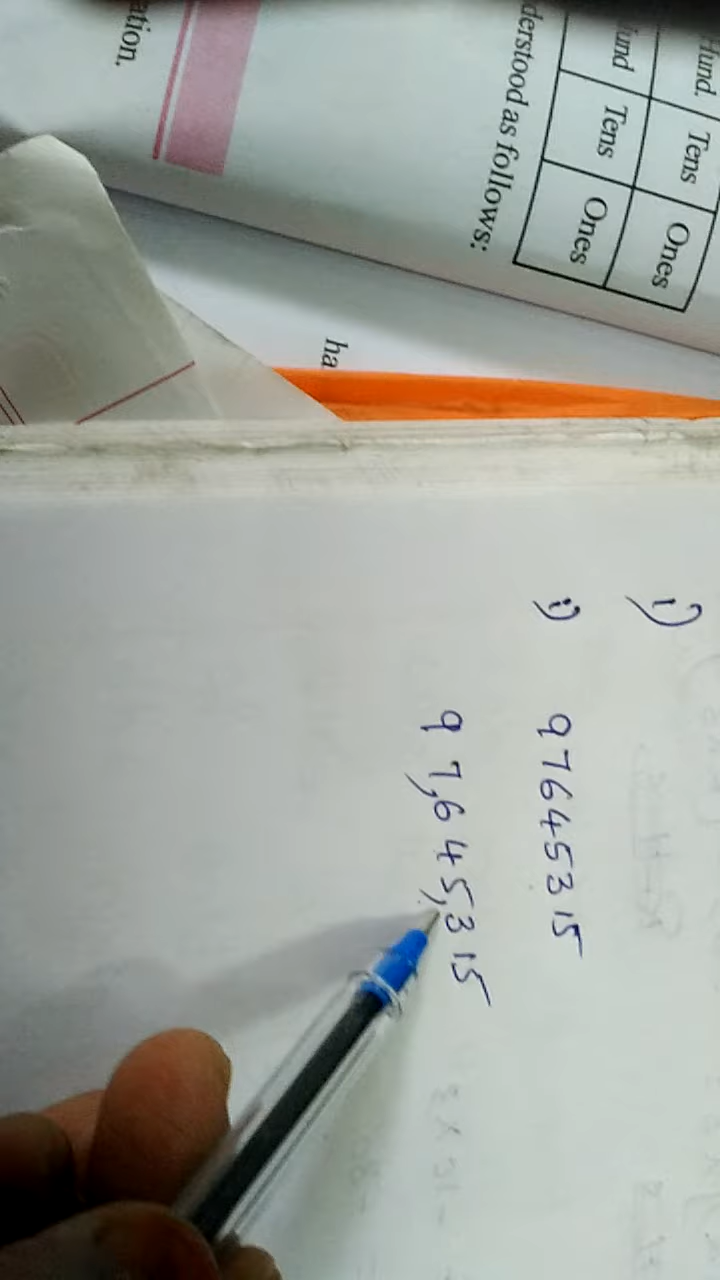 Hund. Tens Ones
Hund Tens Ones
derstood as follows:
ation.
ha
1)
i)
97645315
97,645,315